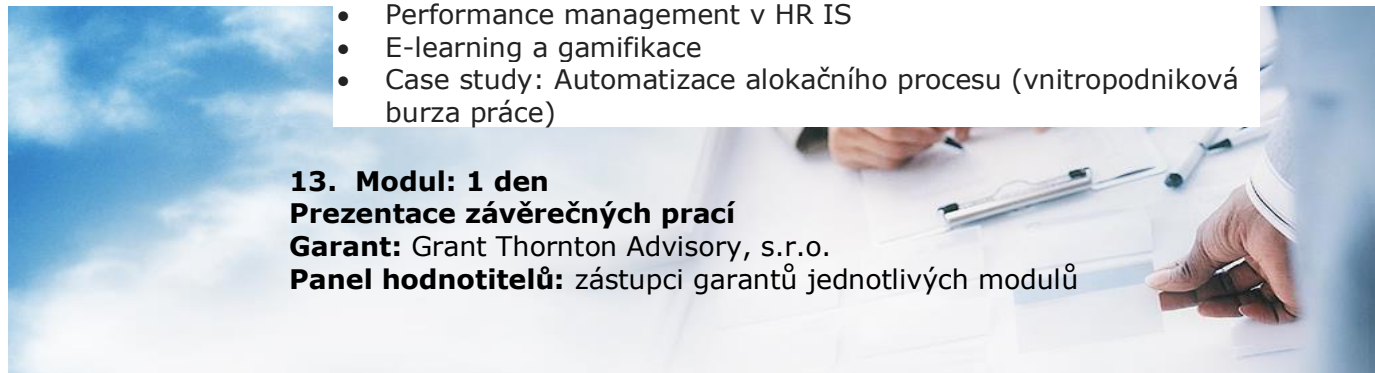 • Performance management v HR IS
• E-learning a gamifikace
• Case study: Automatizace alokačního procesu (vnitropodniková
burza práce)
13. Modul: 1 den
Prezentace závěrečných prací
Garant: Grant Thornton Advisory, s.r.o.
Panel hodnotitelů: zástupci garantů jednotlivých modulů